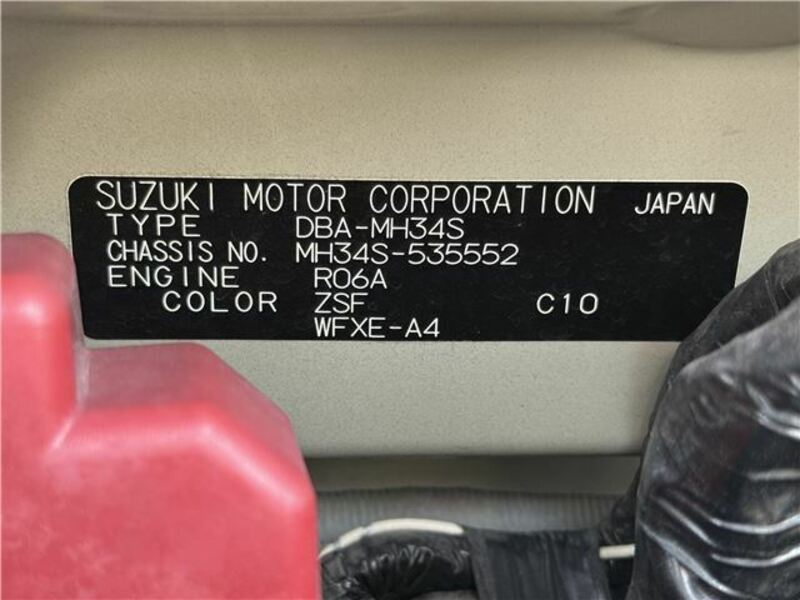 SUZUKI MOTOR CORPORATION JAPAN
TYPE DBA-MH34S
CHASSIS NO. MH34S-535552
ENGINE R06A
COLOR ZSF C10
WFXE-A4